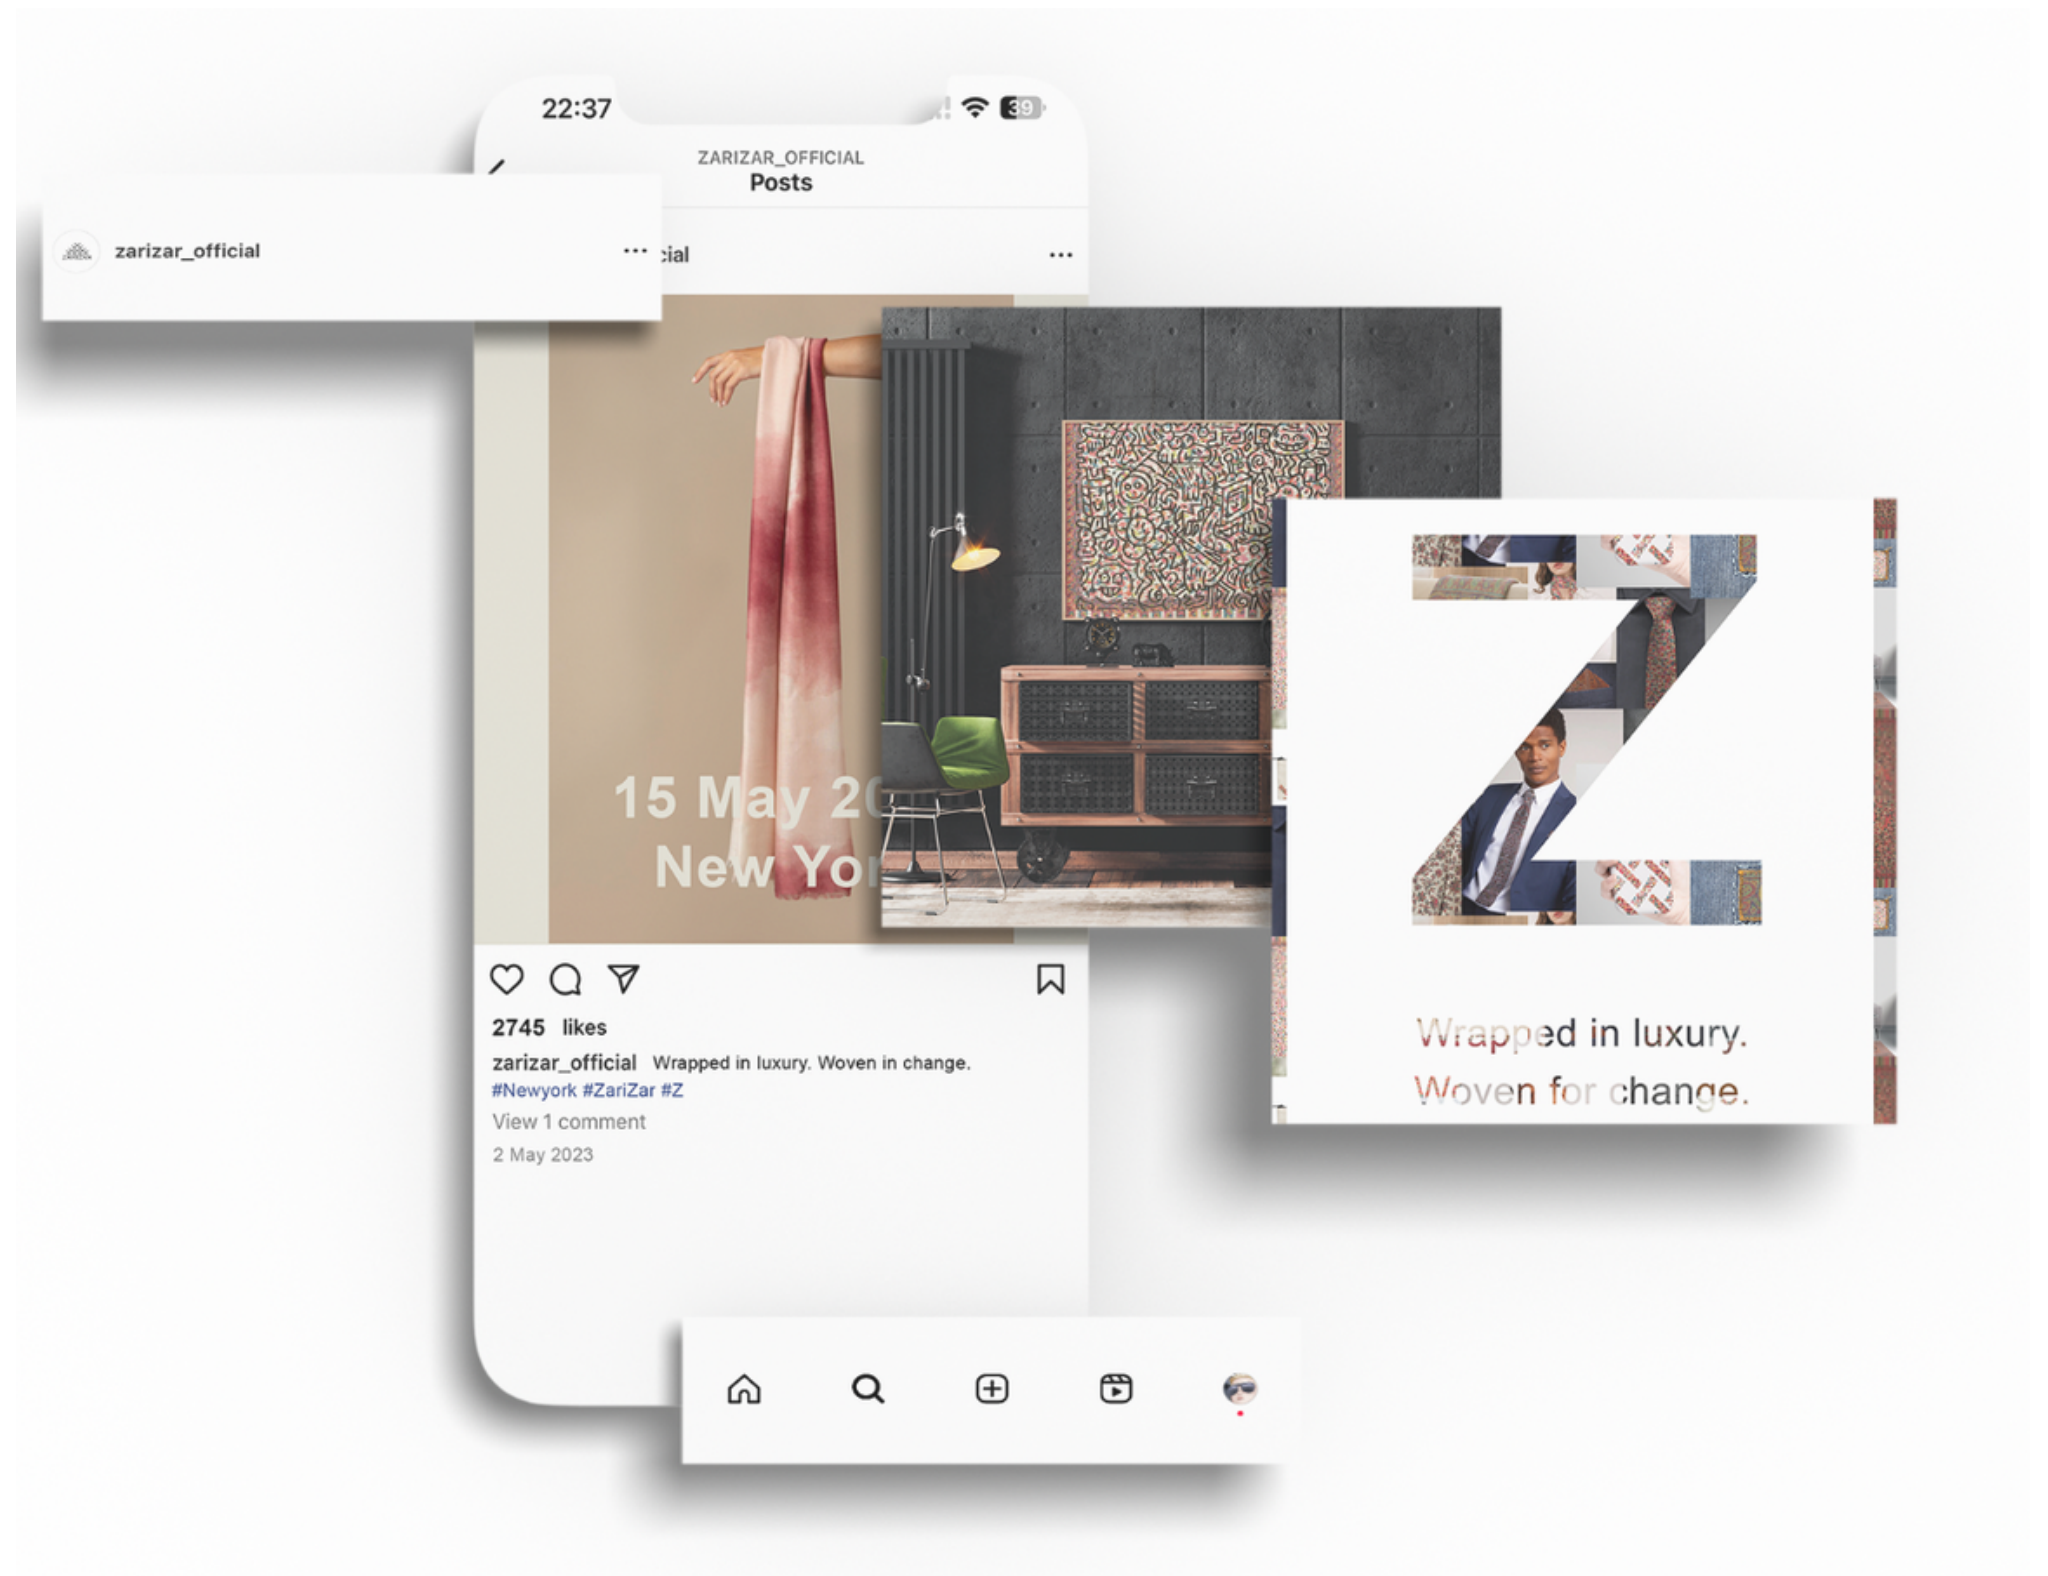 22:37
39
ZARIZAR_OFFICIAL
Posts
zarizar_official
cial
15 May 20
New Yor
Z
Wrapped in luxury.
Woven for change.
2745 likes
zarizar_official Wrapped in luxury. Woven in change.
#Newyork #ZariZar #Z
View 1 comment
2 May 2023